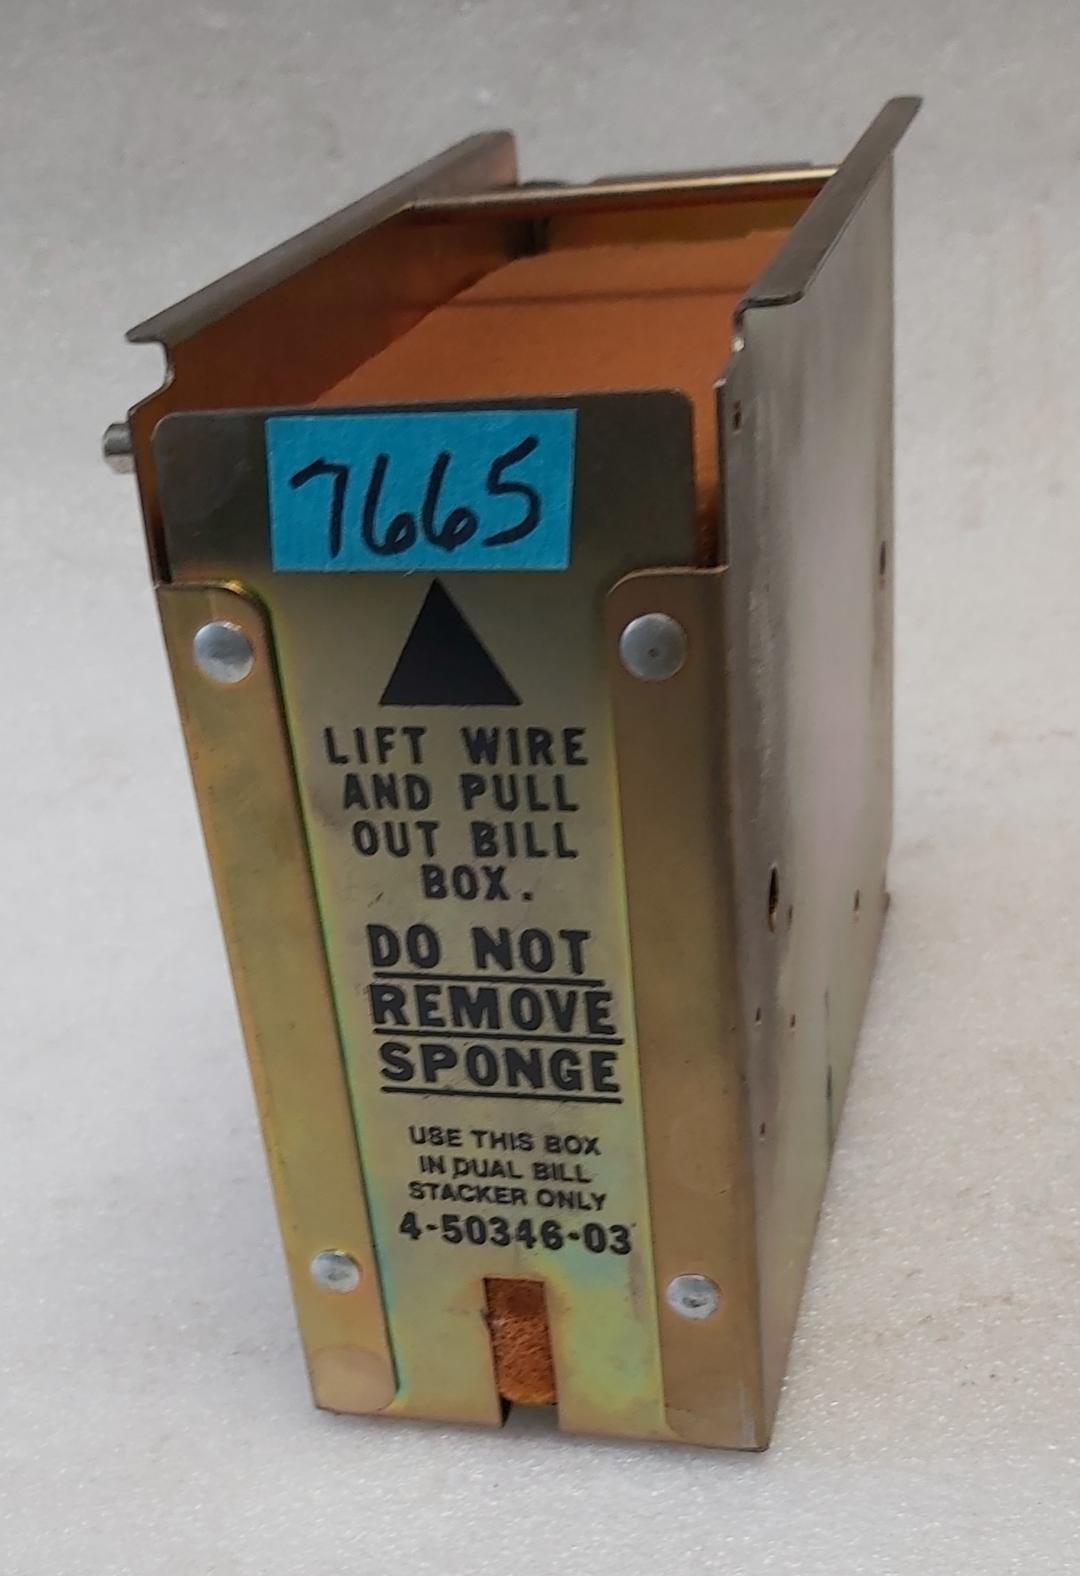 7665
LIFT WIRE
AND PULL
OUT BILL
BOX.
DO NOT
REMOVE
SPONGE
USE THIS BOX
IN DUAL BILL
STACKER ONLY
4-50346-03